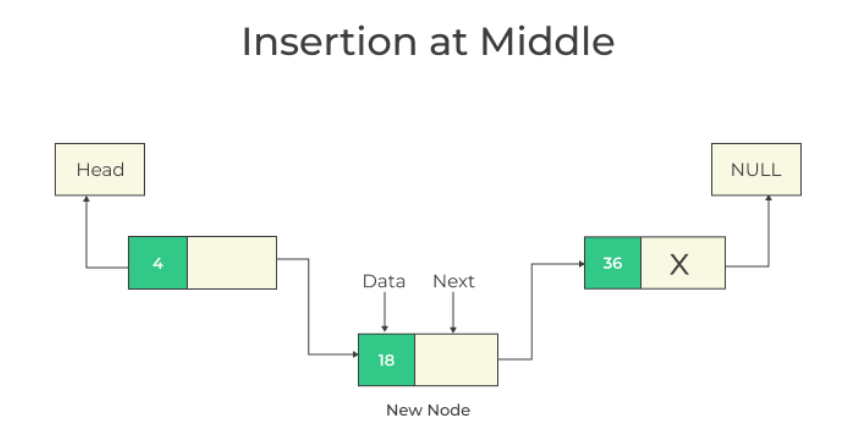 Insertion at Middle
Head
NULL
4
36
X
Data Next
18
New Node